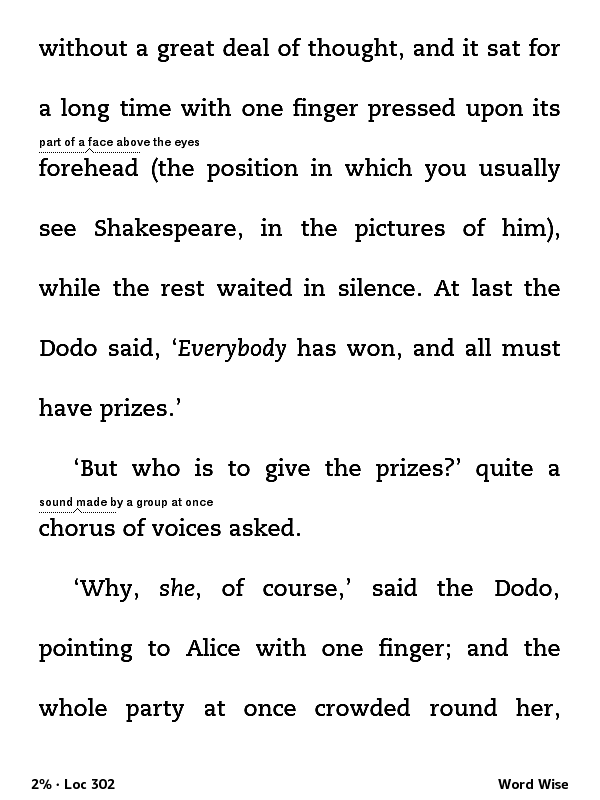 without a great deal of thought, and it sat for
a long time with one finger pressed upon its
part of a face above the eyes
forehead (the position in which you usually
see Shakespeare, in the pictures of him),
while the rest waited in silence. At last the
Dodo said, ‘Everybody has won, and all must
have prizes.’
‘But who is to give the prizes?’ quite a
sound made by a group at once
chorus of voices asked.
‘Why, she, of course,’ said the Dodo,
pointing to Alice with one finger; and the
whole party at once crowded round her,
2% · Loc 302 Word Wise